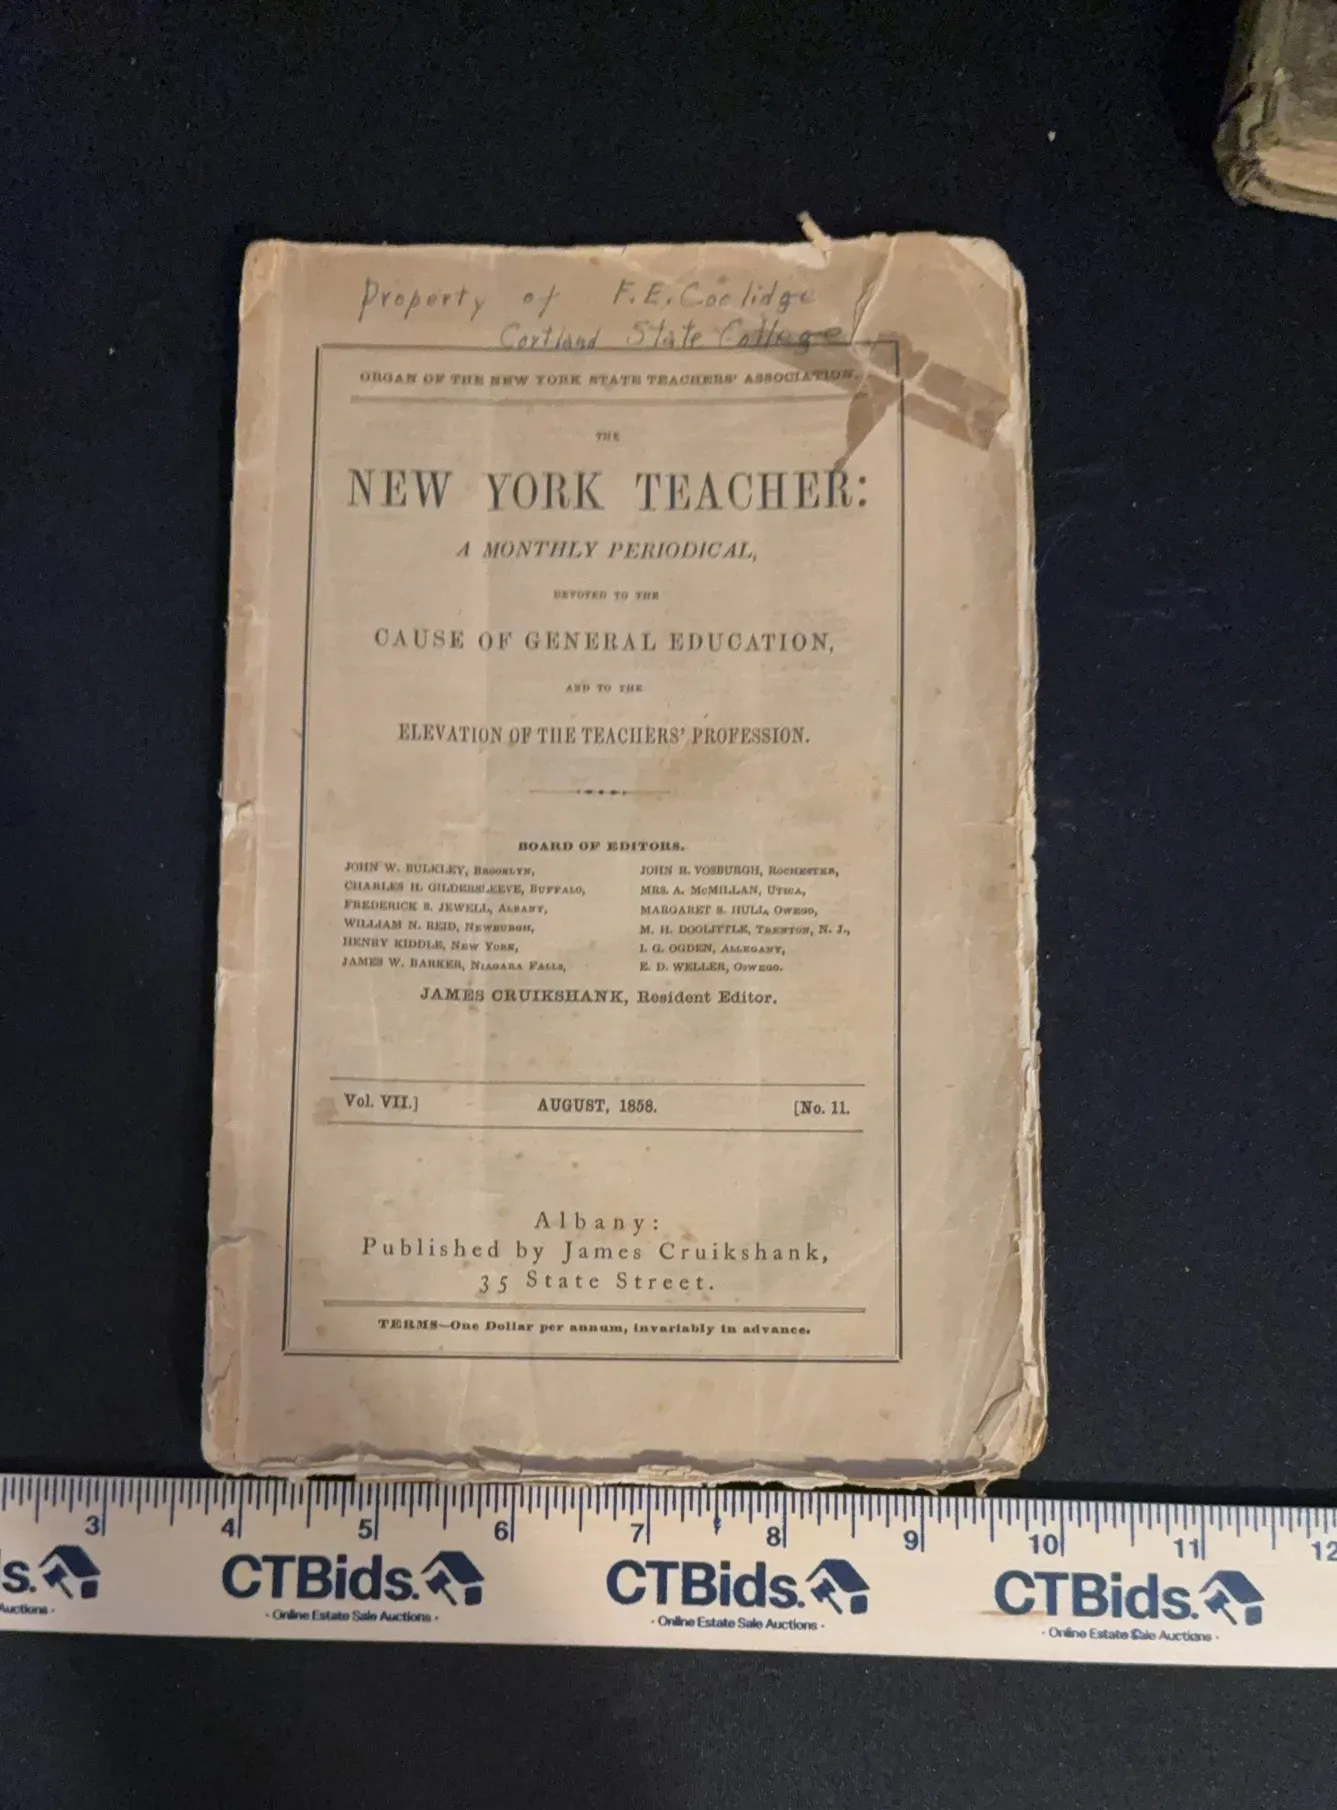 Property of F.E. Coolidge
Cortland State College
ORGAN OF THE NEW YORK STATE TEACHERS' ASSOCIATION.
THE
NEW YORK TEACHER:
A MONTHLY PERIODICAL,
DEVOTED TO THE
CAUSE OF GENERAL EDUCATION,
AND TO THE
ELEVATION OF THE TEACHERS' PROFESSION.
BOARD OF EDITORS.
JOHN W. BULKLEY, BROOKLYN,
CHARLES H. GILDERSLEEVE, BUFFALO,
FREDERICK S. JEWELL, ALBANY,
WILLIAM N. REID, NEWBURGH,
HENRY KIDDLE, NEW YORK,
JAMES W. BARKER, NIAGARA FALLS,
JOHN R. VOSBURGH, ROCHESTER,
MRS. A. McMILLAN, UTICA,
MARGARET S. HULL, OWEGO,
M. H. DOOLITTLE, TRENTON, N. J.,
I. G. OGDEN, ALLEGANY,
E. D. WELLER, OSWEGO.
JAMES CRUIKSHANK, Resident Editor.
Vol. VII.] AUGUST, 1858. [No. 11.
Albany:
Published by James Cruikshank,
35 State Street.
TERMS—One Dollar per annum, invariably in advance.
3 4 5 6 7 8 9 10 11 12
s. CTBids. CTBids. CTBids.
Auctions - - Online Estate Sale Auctions - - Online Estate Sale Auctions - - Online Estate Sale Auctions -